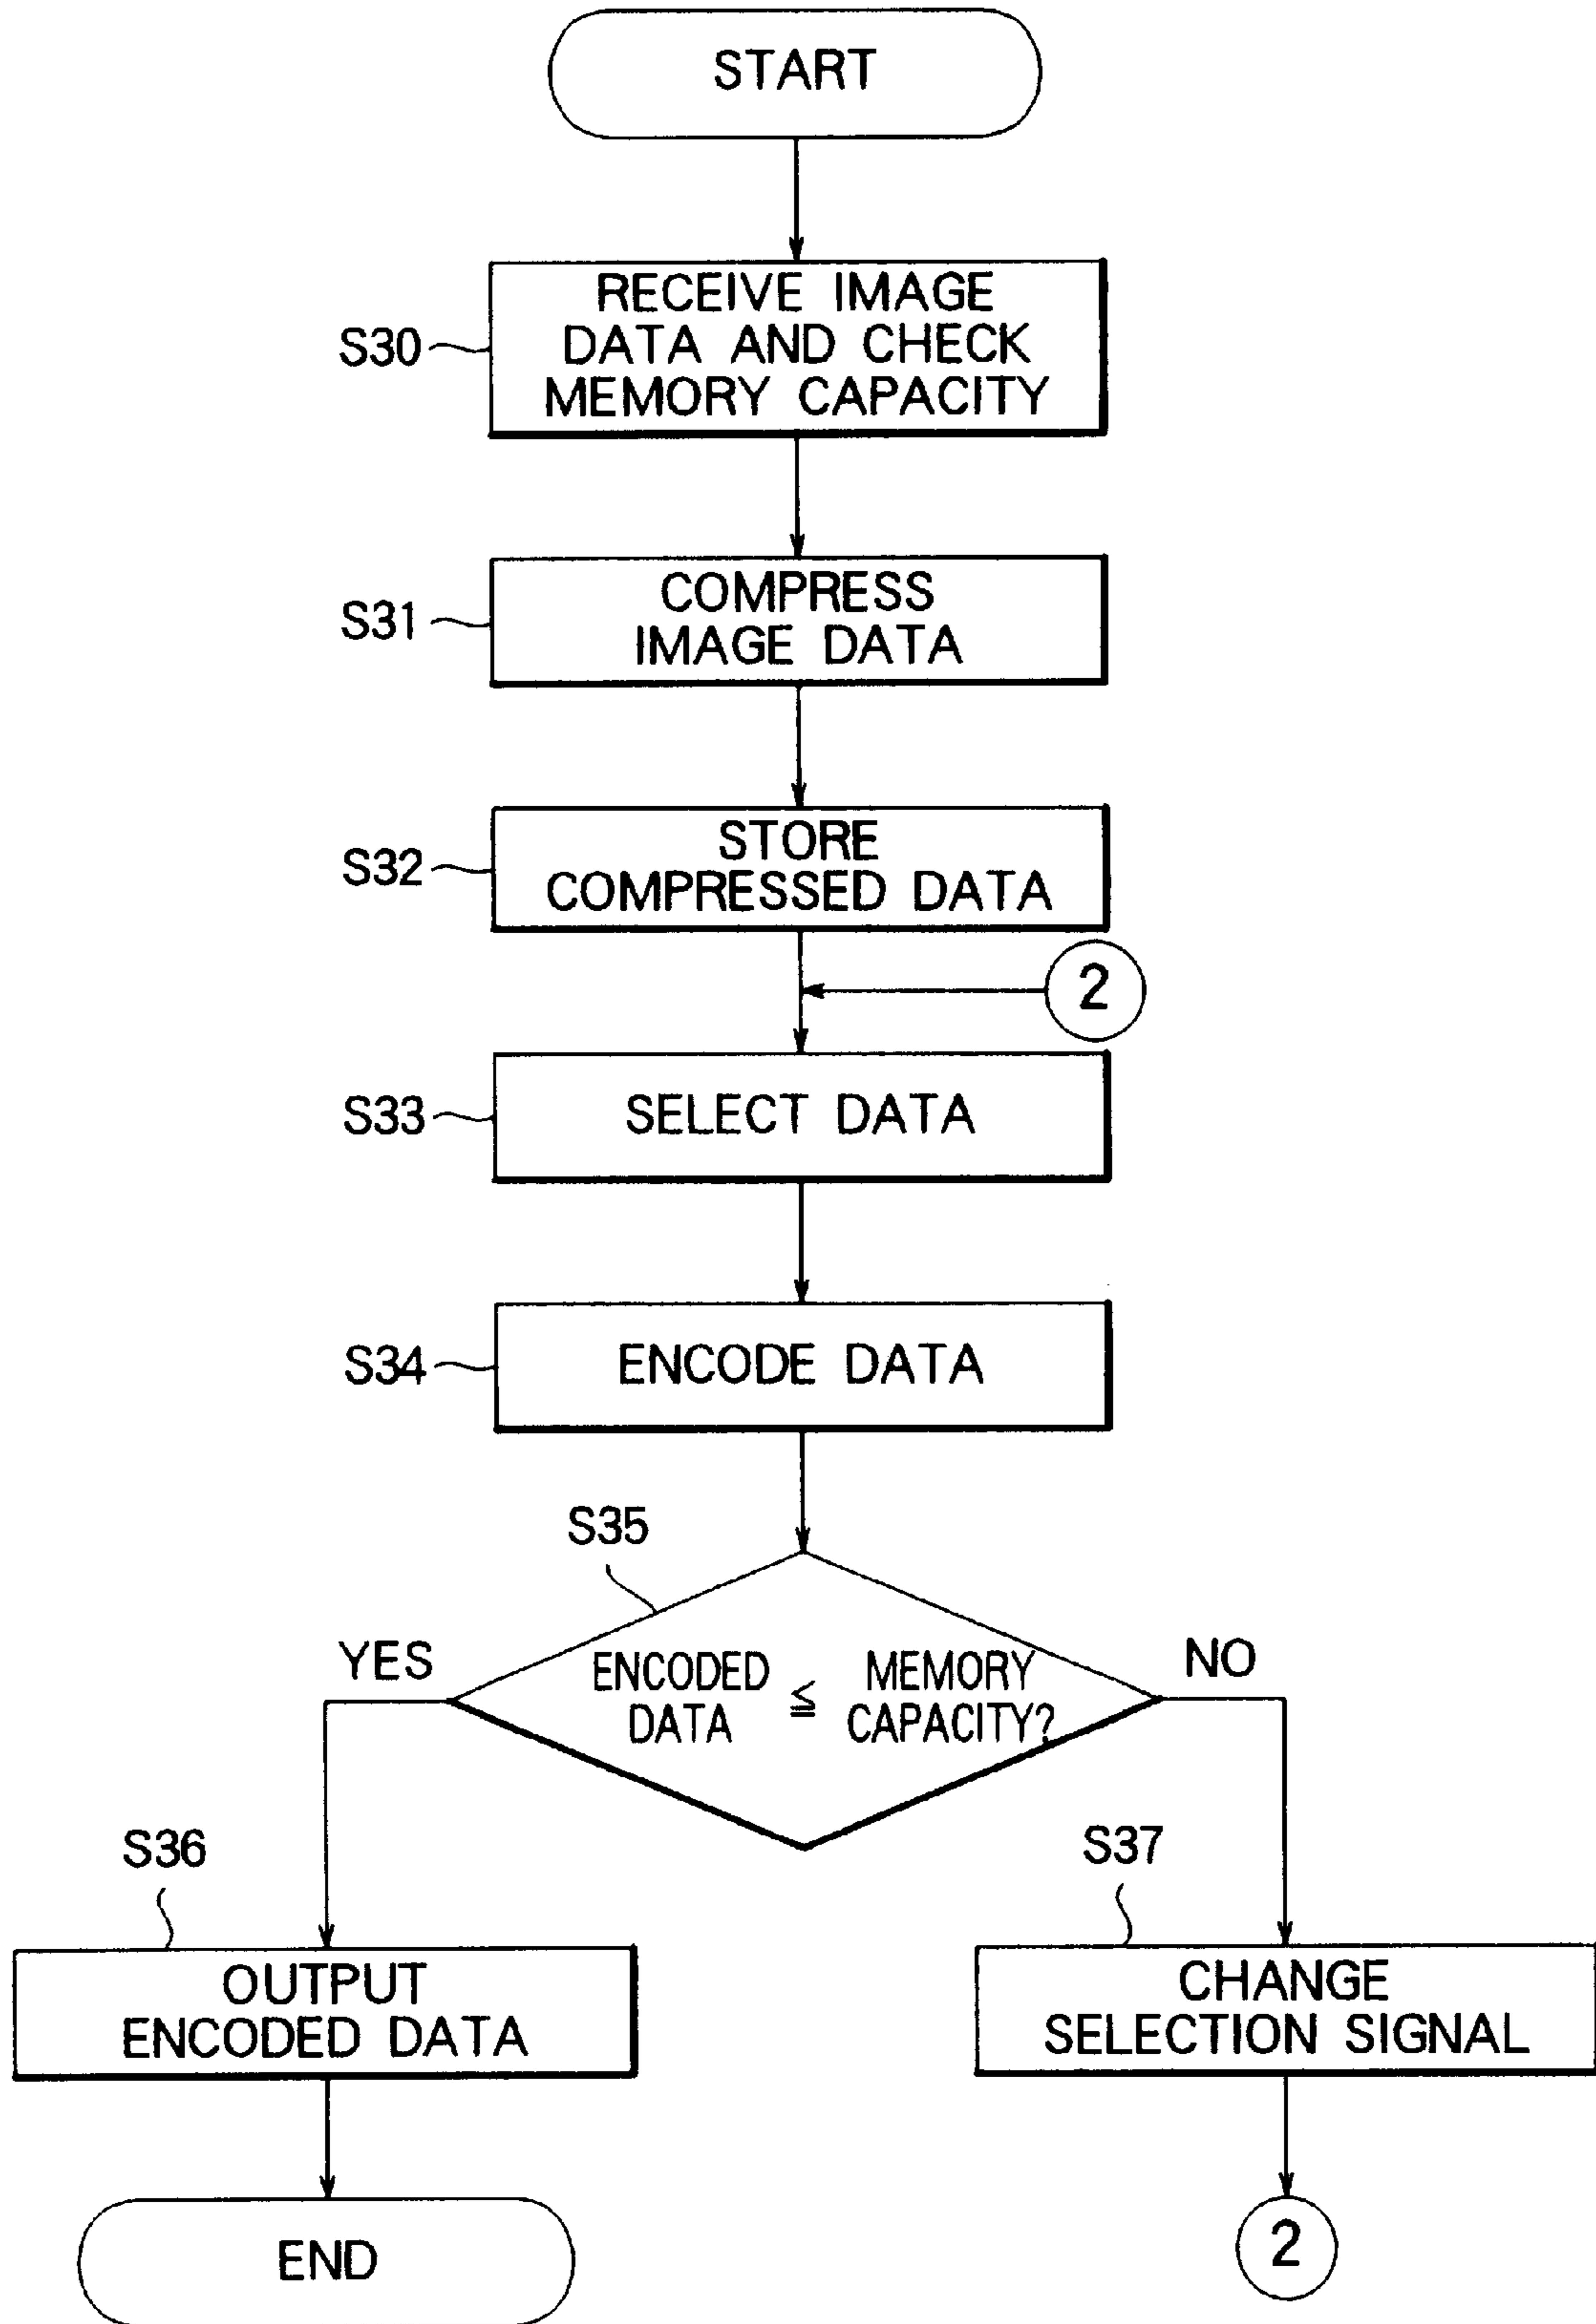 START
S30
RECEIVE IMAGE
DATA AND CHECK
MEMORY CAPACITY
S31
COMPRESS
IMAGE DATA
S32
STORE
COMPRESSED DATA
2
S33
SELECT DATA
S34
ENCODE DATA
S35
YES
ENCODED
DATA
≦
MEMORY
CAPACITY?
NO
S36
OUTPUT
ENCODED DATA
END
S37
CHANGE
SELECTION SIGNAL
2